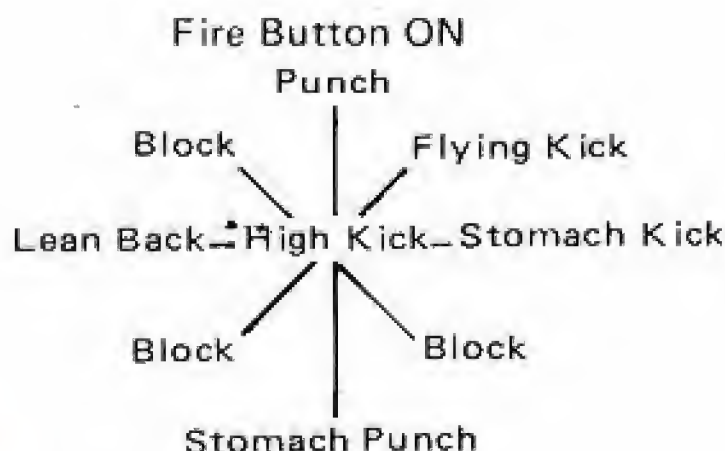 Fire Button ON
Punch
Block Flying Kick
Lean Back High Kick Stomach Kick
Block Block
Stomach Punch